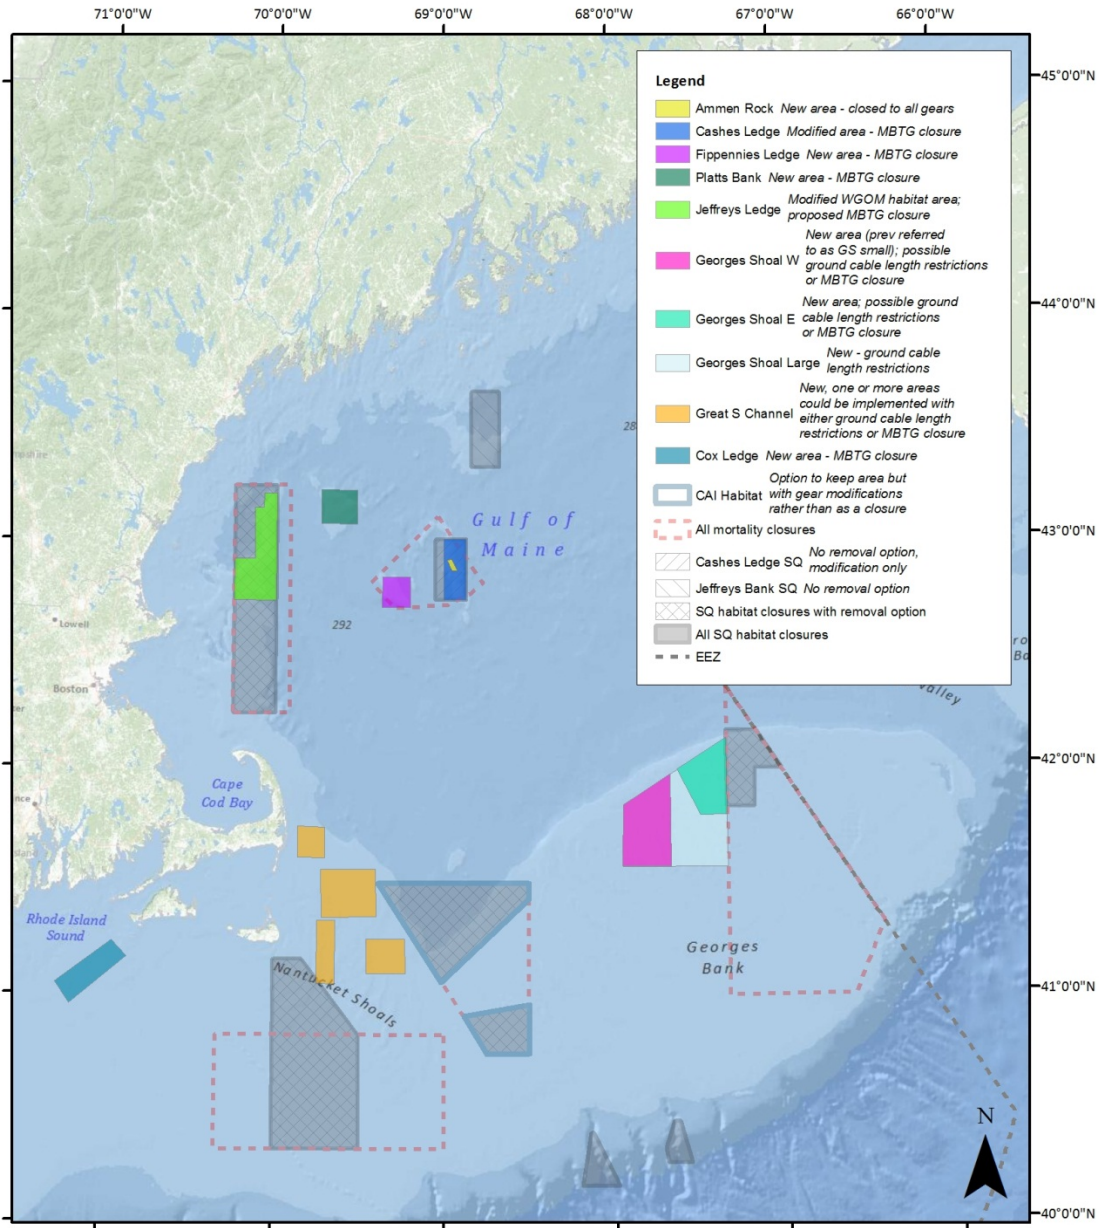 71°0'0"W
70°0'0"W
69°0'0"W
68°0'0"W
67°0'0"W
66°0'0"W
Legend
Ammen Rock New area - closed to all gears
Cashes Ledge Modified area - MBTG closure
Fippennies Ledge New area - MBTG closure
Platts Bank New area - MBTG closure
Jeffreys Ledge Modified WGOM habitat area;
proposed MBTG closure
New area (prev referred
to as GS small); possible
Georges Shoal W ground cable length restrictions
or MBTG closure
New area; possible ground
Georges Shoal E cable length restrictions
or MBTG closure
Georges Shoal Large New - ground cable
length restrictions
New, one or more areas
could be implemented with
Great S Channel either ground cable length
restrictions or MBTG closure
Cox Ledge New area - MBTG closure
Option to keep area but
CAI Habitat with gear modifications
rather than as a closure
All mortality closures
Cashes Ledge SQ No removal option,
modification only
Jeffreys Bank SQ No removal option
SQ habitat closures with removal option
All SQ habitat closures
EEZ
45°0'0"N
44°0'0"N
43°0'0"N
42°0'0"N
41°0'0"N
40°0'0"N
28
Gulf of
Maine
292
Lowell
Boston
Cape
Cod Bay
Rhode Island
Sound
Nantucket Shoals
Georges
Bank
valley
N